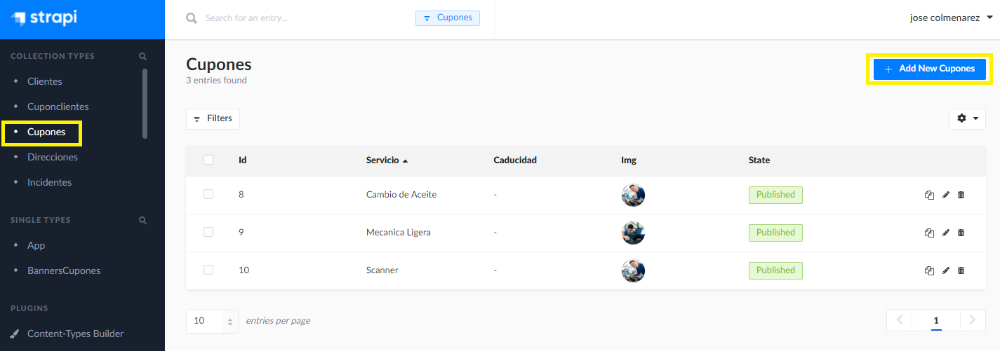 strapi
Search for an entry...
Cupones
jose colmenarez
COLLECTION TYPES
Clientes
Cuponclientes
Cupones
Direcciones
Incidentes
SINGLE TYPES
App
BannersCupones
PLUGINS
Content-Types Builder
Cupones
3 entries found
+ Add New Cupones
Filters
Id Servicio Caducidad Img State
8 Cambio de Aceite - Published
9 Mecanica Ligera - Published
10 Scanner - Published
10 entries per page
1